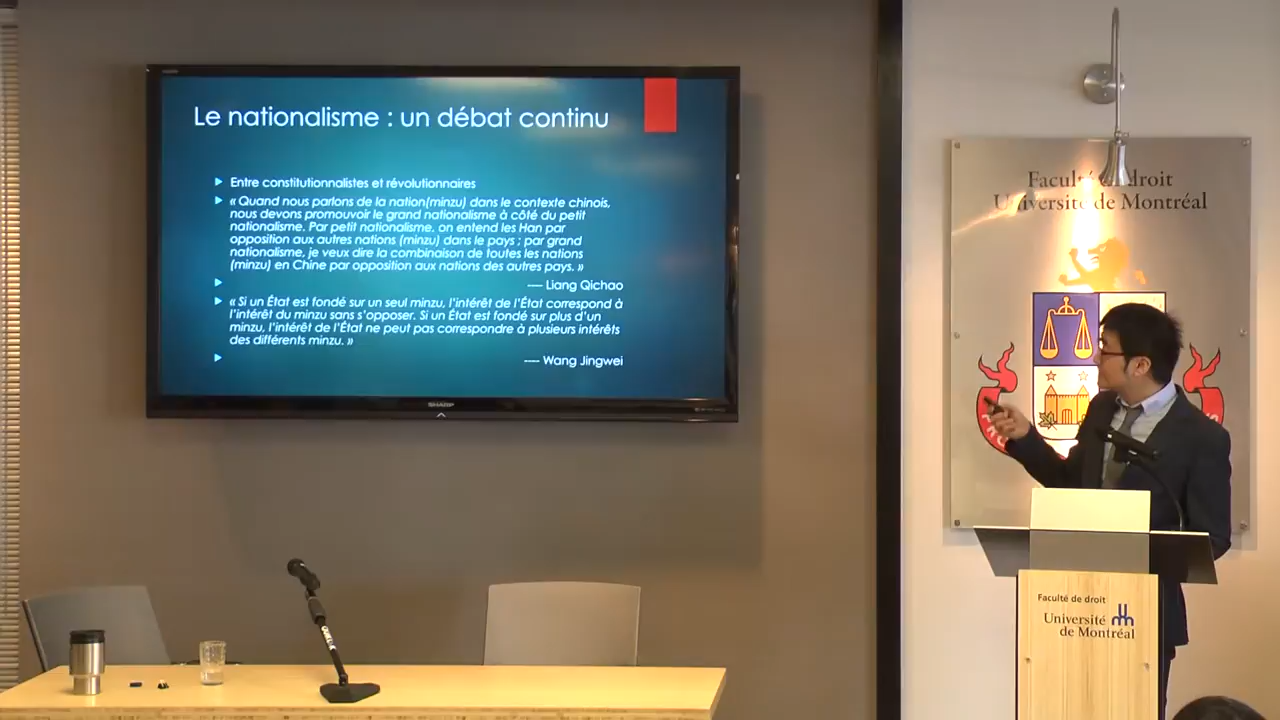 Le nationalisme : un débat continu
Entre constitutionnalistes et révolutionnaires
« Quand nous parlons de la nation(minzu) dans le contexte chinois,
nous devons promouvoir le grand nationalisme à côté du petit
nationalisme. Par petit nationalisme, on entend les Han par
opposition aux autres nations (minzu) dans le pays ; par grand
nationalisme, je veux dire la combinaison de toutes les nations
(minzu) en Chine par opposition aux nations des autres pays. »
---- Liang Qichao
« Si un État est fondé sur un seul minzu, l'intérêt de l'État correspond à
l'intérêt du minzu sans s'opposer. Si un État est fondé sur plus d'un
minzu, l'intérêt de l'État ne peut pas correspondre à plusieurs intérêts
des différents minzu. »
---- Wang Jingwei
SHARP
Faculté de droit
Université de Montréal
Faculté de droit
Université
de Montréal